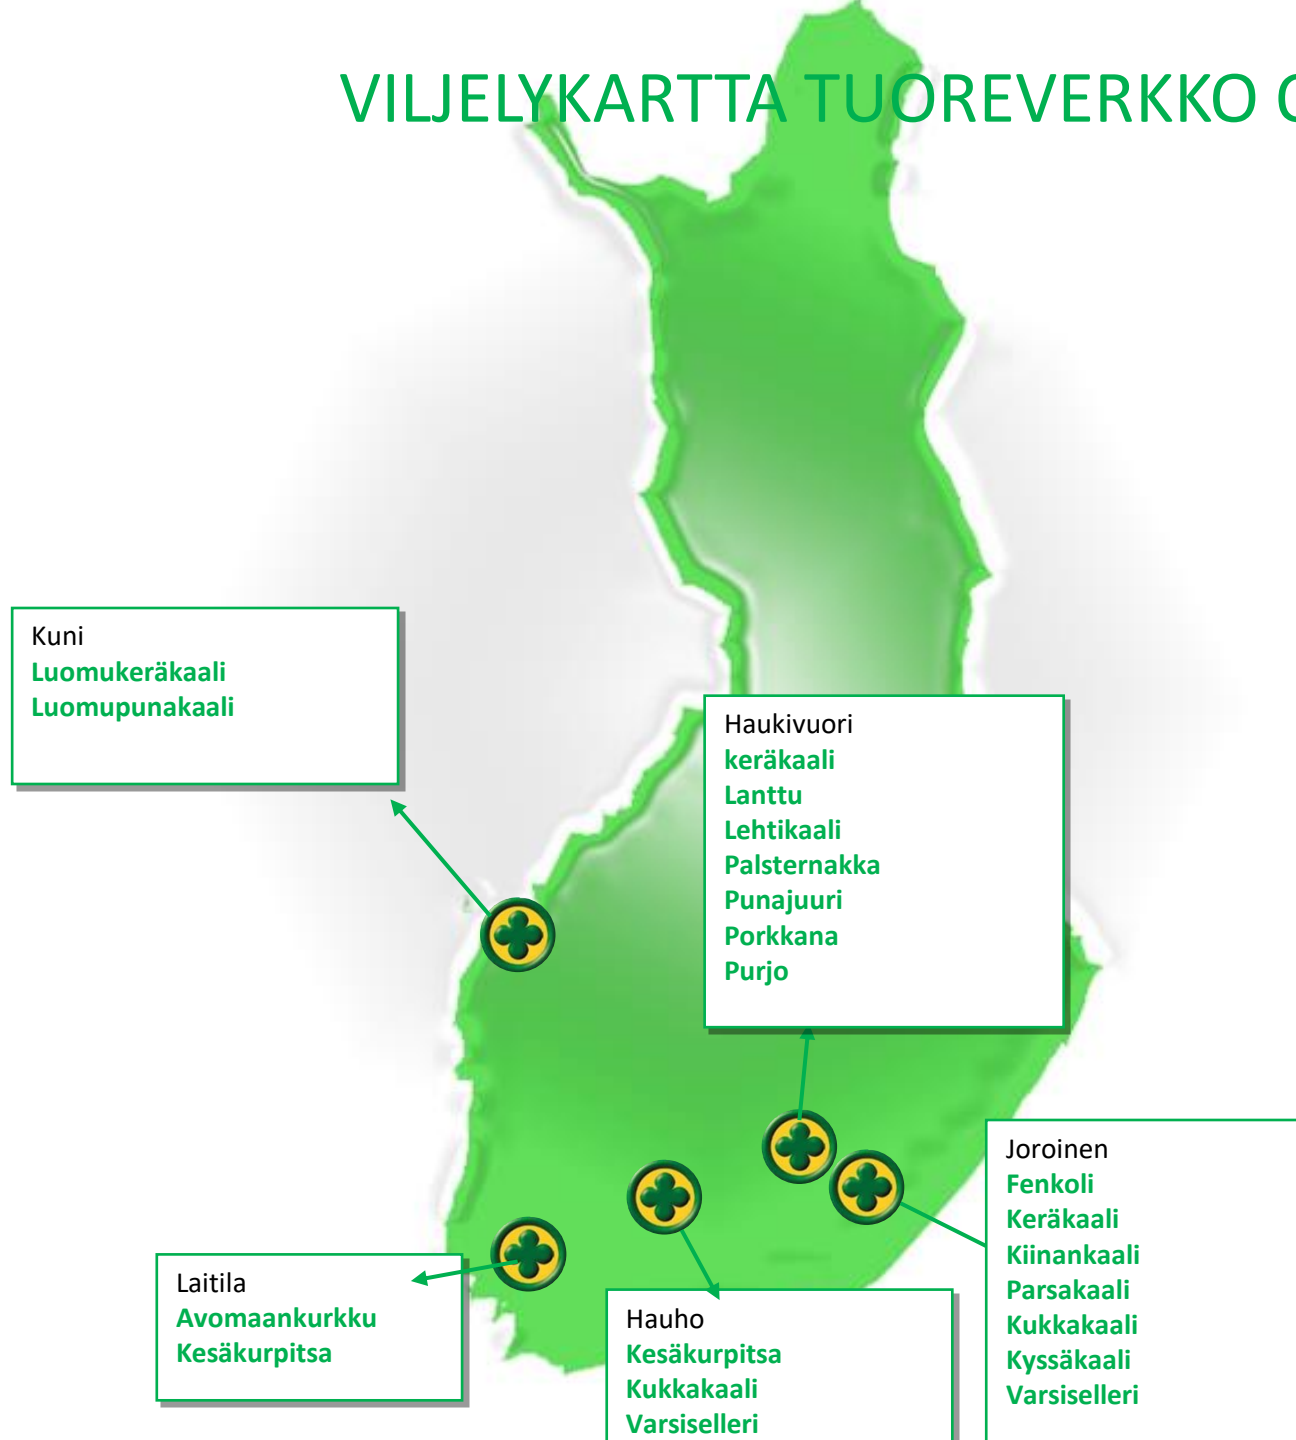 VILJELYKARTTA TUOREVERKKO
Kuni
Luomukeräkaali
Luomupunakaali
Haukivuori
keräkaali
Lanttu
Lehtikaali
Palsternakka
Punajuuri
Porkkana
Purjo
Joroinen
Fenkoli
Keräkaali
Kiinankaali
Parsakaali
Kukkakaali
Kyssäkaali
Varsiselleri
Laitila
Avomaankurkku
Kesäkurpitsa
Hauho
Kesäkurpitsa
Kukkakaali
Varsiselleri